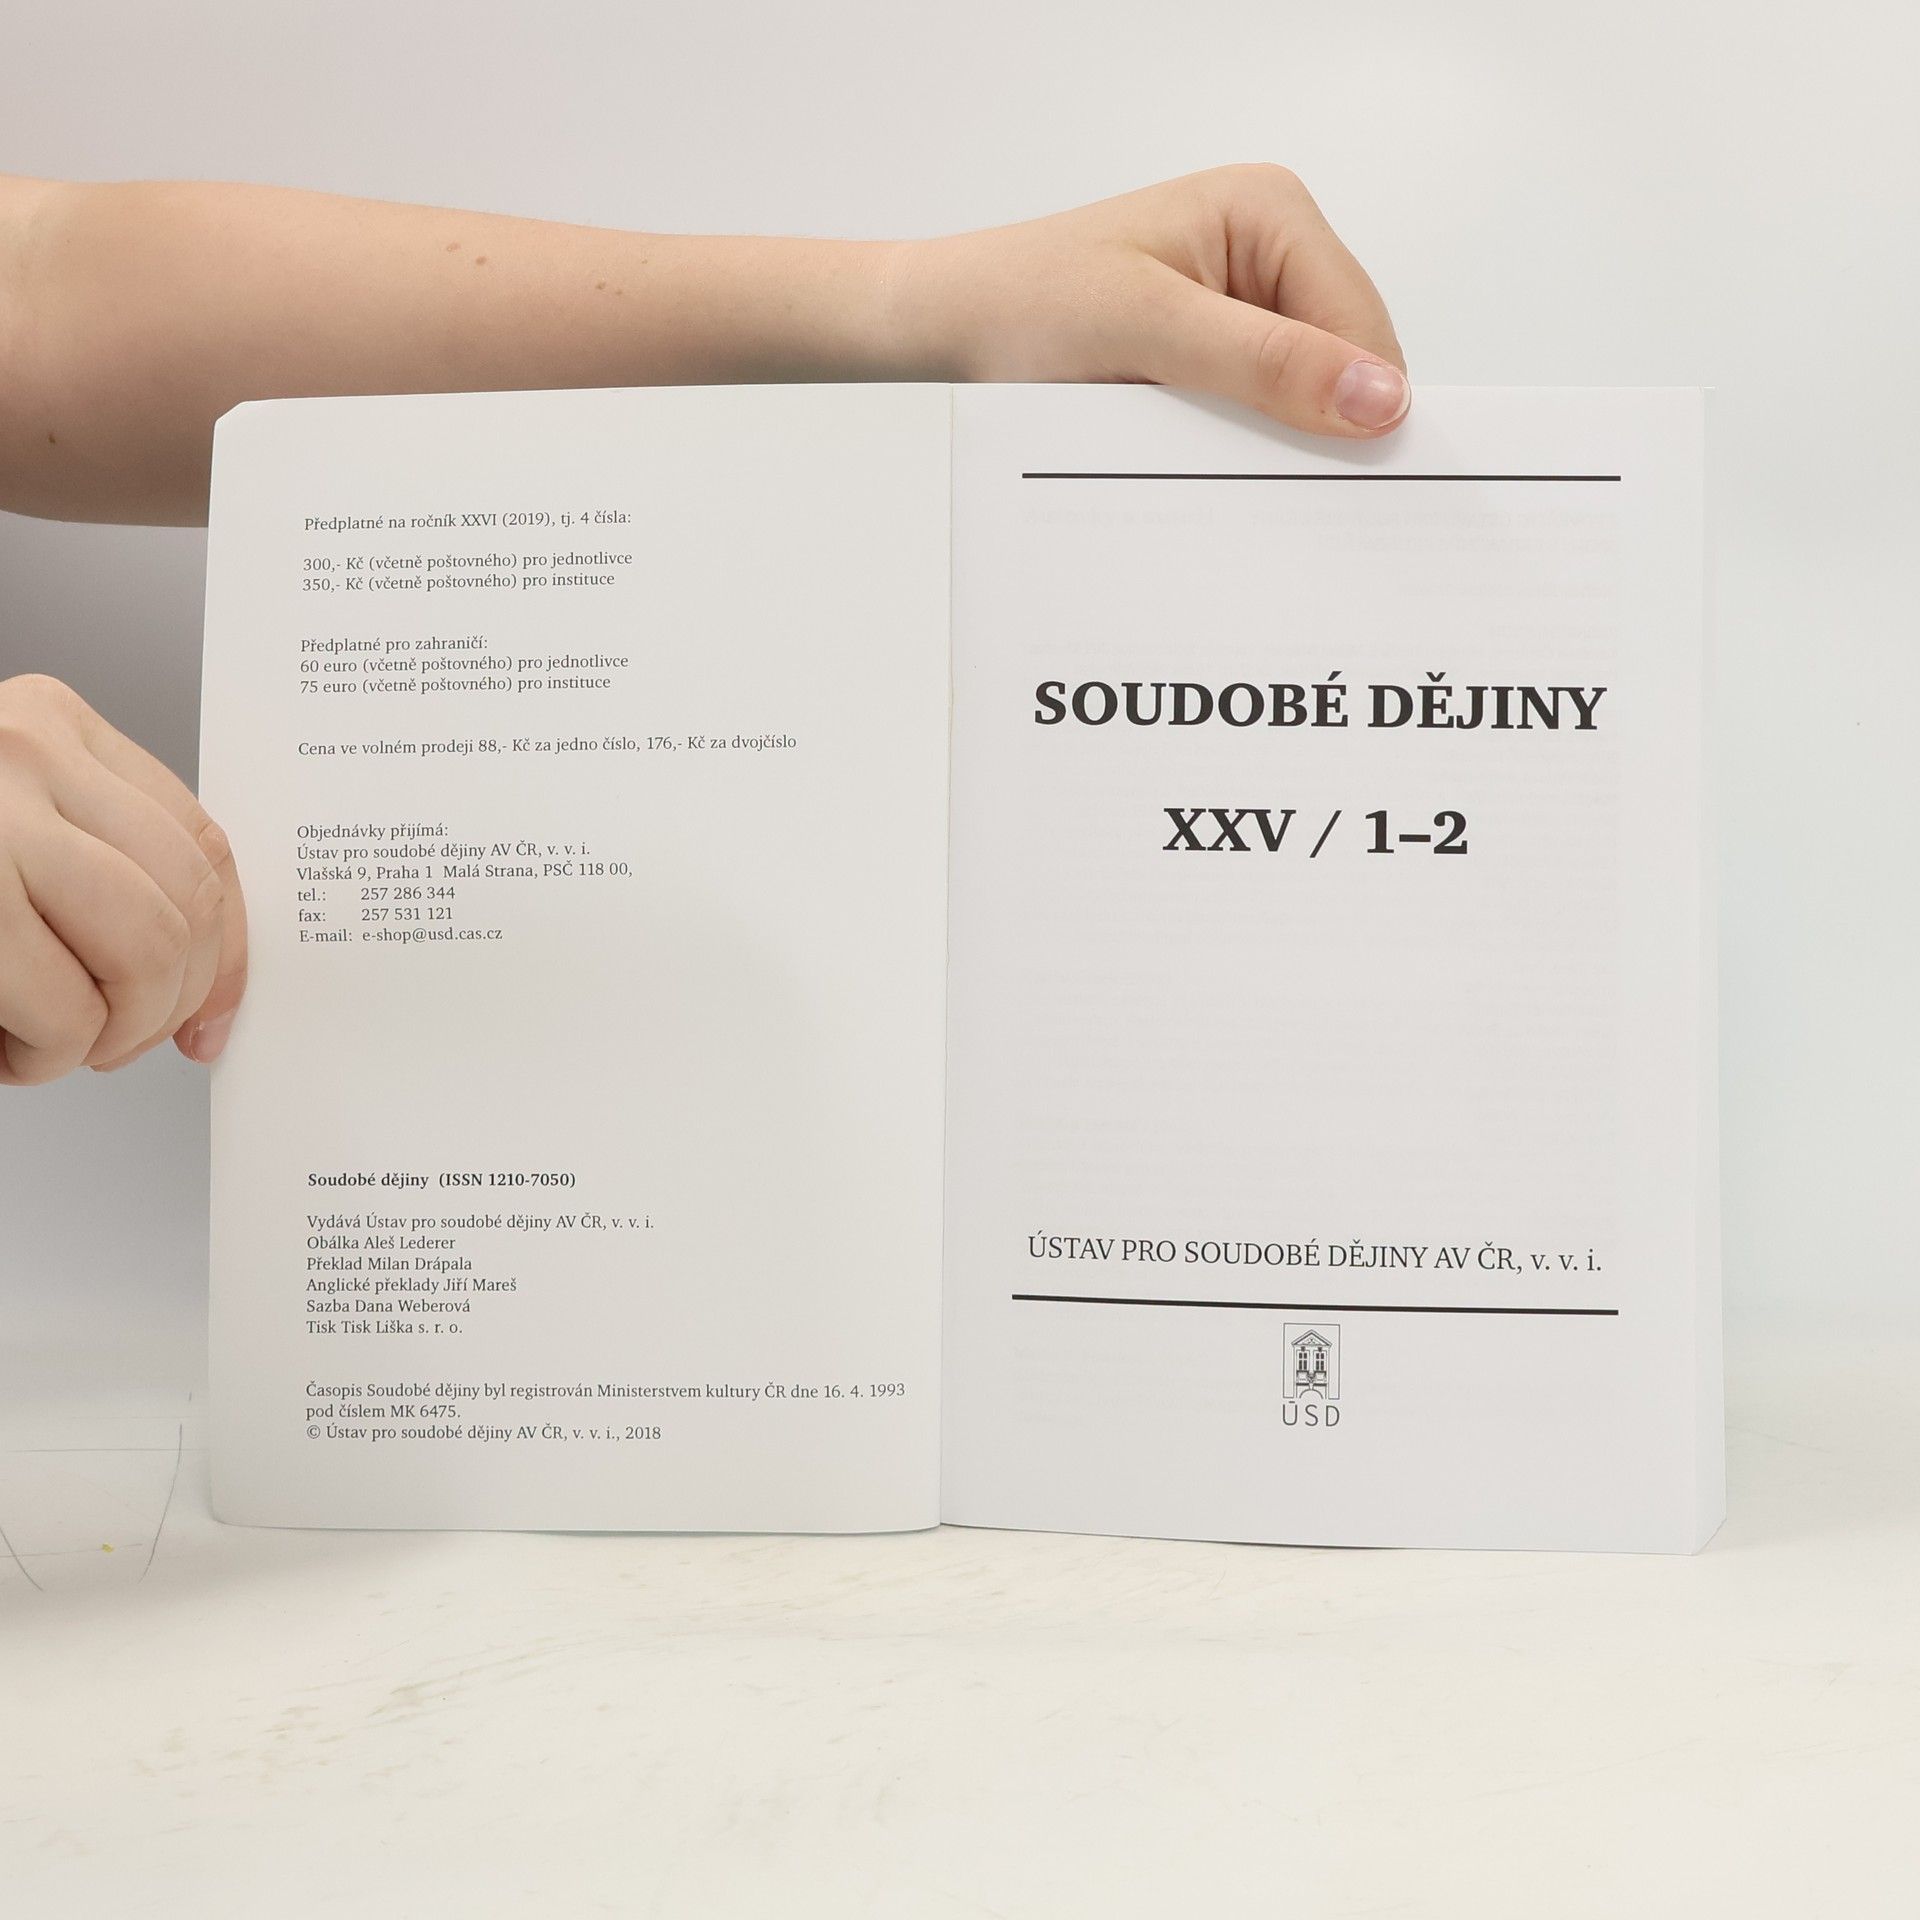 Předplatné na ročník XXVI (2019), tj. 4 čísla:
300,- Kč (včetně poštovného) pro jednotlivce
350,- Kč (včetně poštovného) pro instituce
Předplatné pro zahraničí:
60 euro (včetně poštovného) pro jednotlivce
75 euro (včetně poštovného) pro instituce
Cena ve volném prodeji 88,- Kč za jedno číslo, 176,- Kč za dvojčíslo
Objednávky přijímá:
Ústav pro soudobé dějiny AV ČR, v. v. i.
Vlašská 9, Praha 1 Malá Strana, PSČ 118 00,
tel.: 257 286 344
fax: 257 531 121
E-mail: e-shop@usd.cas.cz
Soudobé dějiny (ISSN 1210-7050)
Vydává Ústav pro soudobé dějiny AV ČR, v. v. i.
Obálka Aleš Lederer
Překlad Milan Drápala
Anglické překlady Jiří Mareš
Sazba Dana Weberová
Tisk Tisk Liška s. r. o.
Časopis Soudobé dějiny byl registrován Ministerstvem kultury ČR dne 16. 4. 1993
pod číslem MK 6475.
© Ústav pro soudobé dějiny AV ČR, v. v. i., 2018
SOUDOBÉ DĚJINY
XXV / 1–2
ÚSTAV PRO SOUDOBÉ DĚJINY AV ČR, v. v. i.
ÚSD